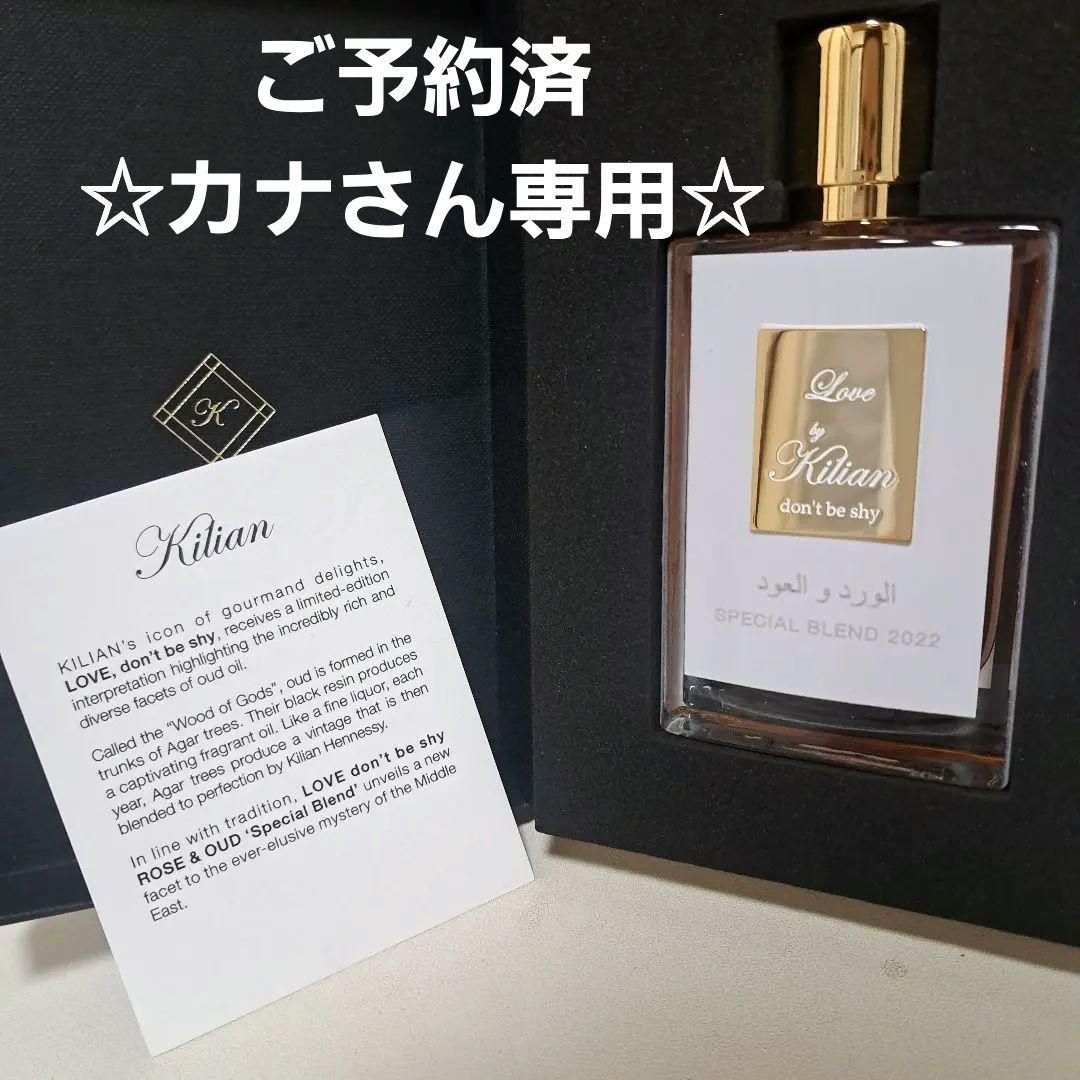 ご予約済
☆カナさん専用☆
K
Kilian
KILIAN's icon of gourmand delights,
LOVE, don't be shy, receives a limited-edition
interpretation highlighting the incredibly rich and
diverse facets of oud oil.
Called the "Wood of Gods", oud is formed in the
trunks of Agar trees. Their black resin produces
a captivating fragrant oil. Like a fine liquor, each
year, Agar trees produce a vintage that is then
blended to perfection by Kilian Hennessy.
In line with tradition, LOVE don't be shy
ROSE & OUD 'Special Blend' unveils a new
facet to the ever-elusive mystery of the Middle
East.
Love
by
Kilian
don't be shy
الورد و العود
SPECIAL BLEND 2022